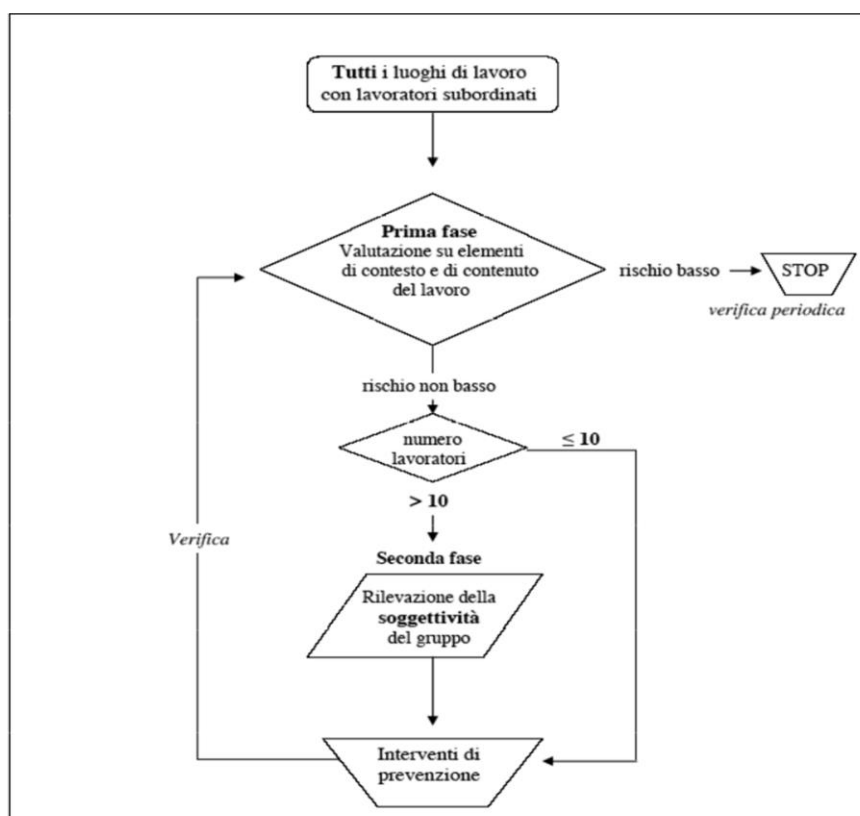 Tutti i luoghi di lavoro
con lavoratori subordinati
Prima fase
Valutazione su elementi
di contesto e di contenuto
del lavoro
rischio basso
STOP
verifica periodica
rischio non basso
numero
lavoratori
≤ 10
> 10
Verifica
Seconda fase
Rilevazione della
soggettività
del gruppo
Interventi di
prevenzione